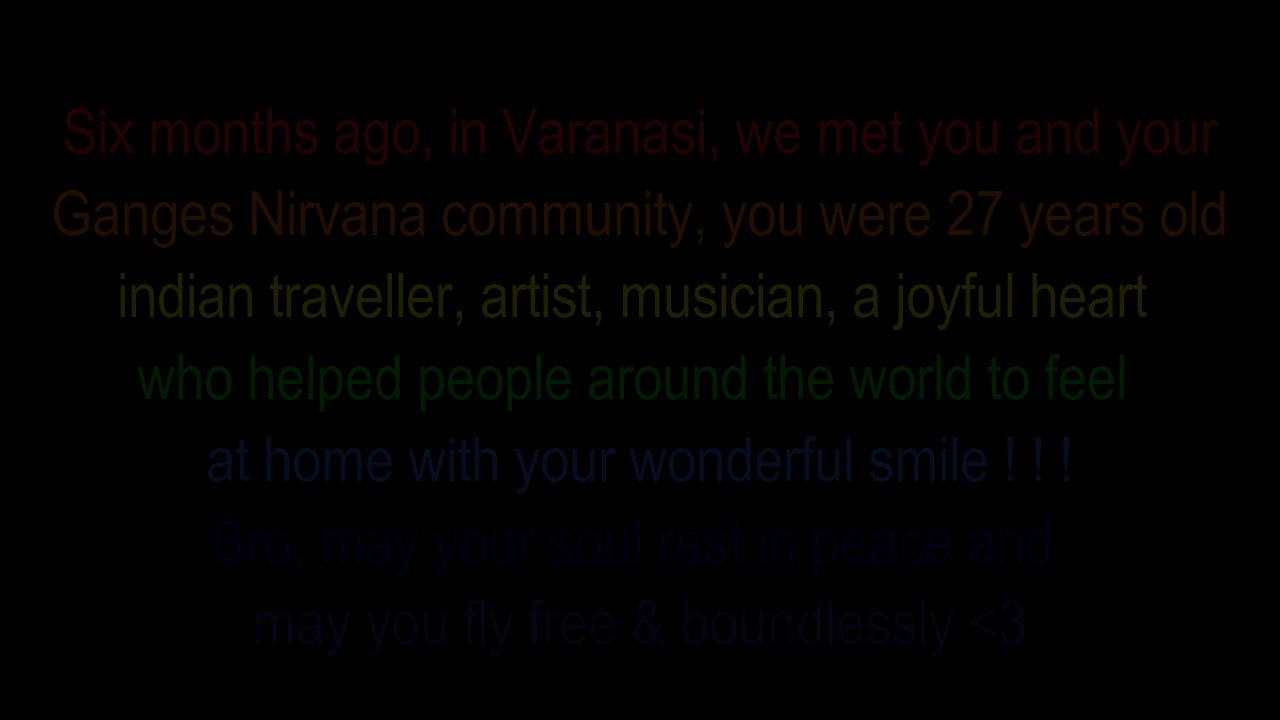 Six months ago, in Varanasi, we met you and your
Ganges Nirvana community, you were 27 years old
indian traveller, artist, musician, a joyful heart
who helped people around the world to feel
at home with your wonderful smile ! ! !
Bro, may your soul rest in peace and
may you fly free & boundlessly <3